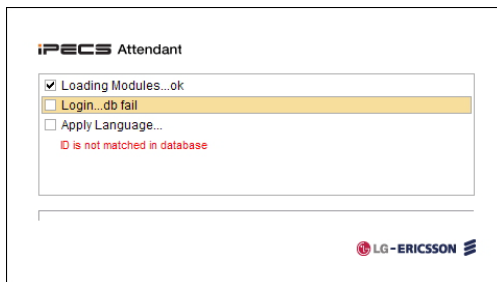 iPECS Attendant
Loading Modules...ok
Login...db fail
Apply Language...
ID is not matched in database
LG-ERICSSON